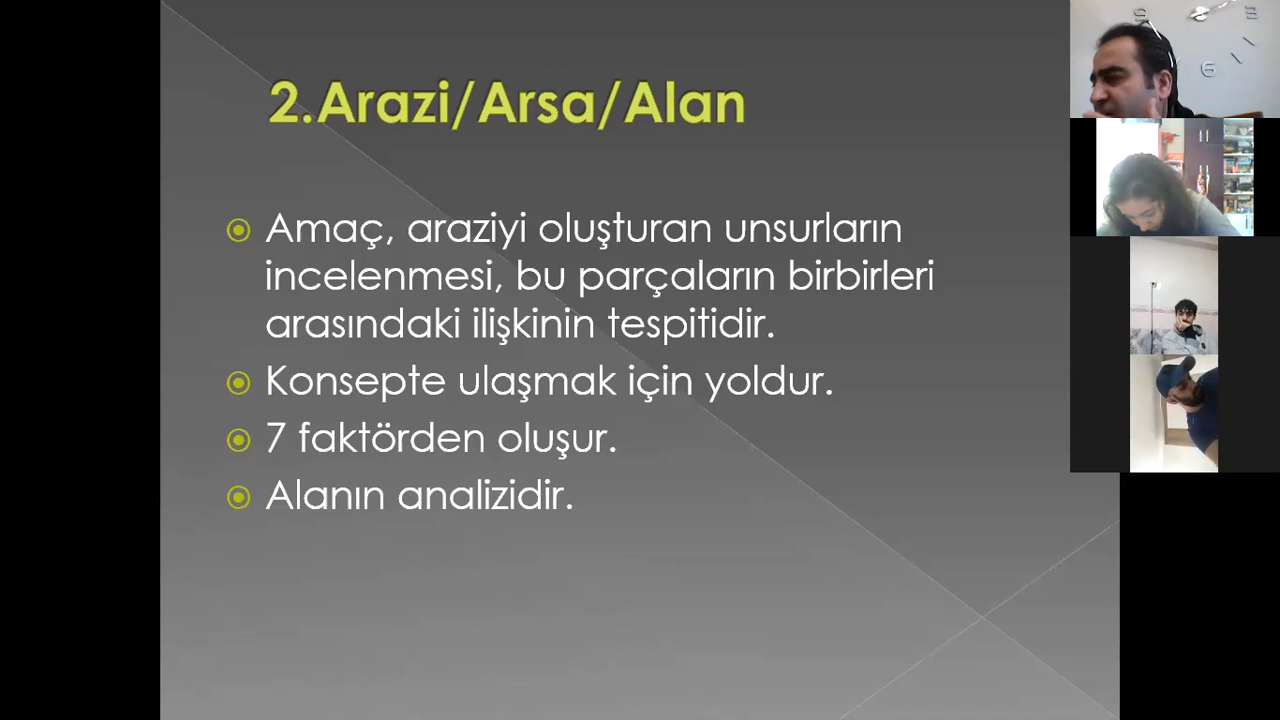 2.Arazi/Arsa/Alan
Amaç, araziyi oluşturan unsurların
incelenmesi, bu parçaların birbirleri
arasındaki ilişkinin tespitidir.
Konsepte ulaşmak için yoldur.
7 faktörden oluşur.
Alanın analizidir.